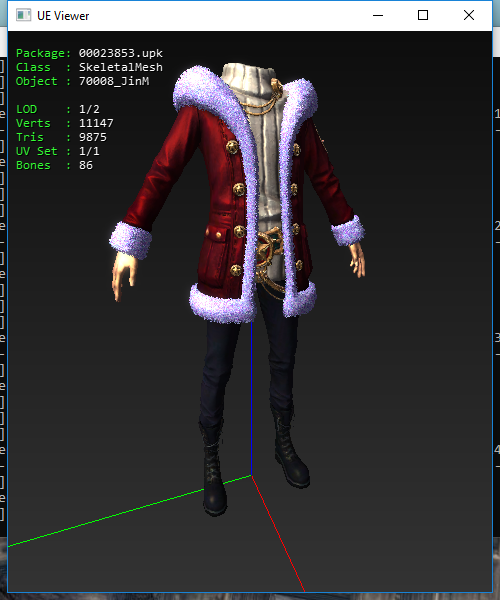 UE Viewer
Package: 00023853.upk
Class : SkeletalMesh
Object : 70008_JinM
LOD : 1/2
Verts : 11147
Tris : 9875
UV Set : 1/1
Bones : 86